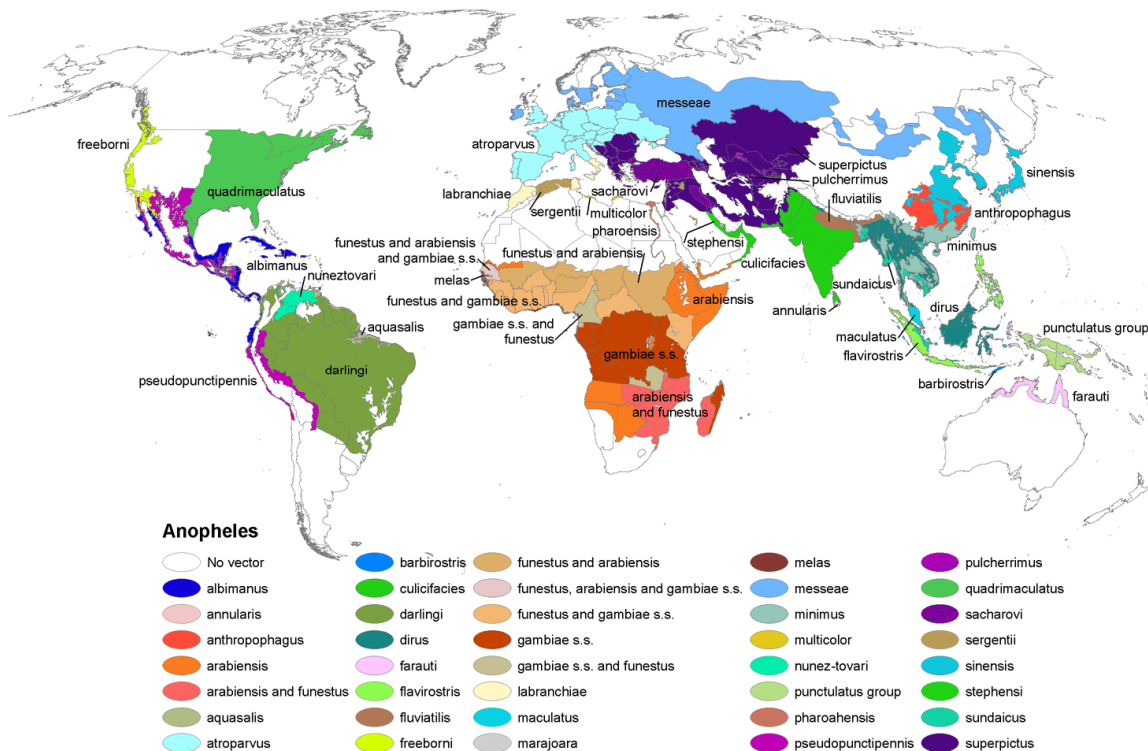 messeae
freeborni
atroparvus
superpictus
quadrimaculatus
pulcherrimus
sinensis
labranchiae
sacharovi
fluviatilis
sergentii
multicolor
anthropophagus
pharoensis
funestus and arabiensis
and gambiae s.s.
funestus and
arabiensis
stephensi
minimus
albimanus
nuneztovari
culicifacies
melas
sundaicus
funestus and gambiae s.s.
arabiensis
annularis
dirus
aquasalis
gambiae s.s. and
funestus
punctulatus group
maculatus
gambiae s.s.
flavirostris
darlingi
pseudopunctipennis
barbirostris
arabiensis
and funestus
farauti
Anopheles
No vector
albimanus
annularis
anthropophagus
arabiensis
arabiensis and funestus
aquasalis
atroparvus
barbirostris
culicifacies
darlingi
dirus
farauti
flavirostris
fluviatilis
freeborni
funestus and arabiensis
funestus, arabiensis and gambiae s.s.
funestus and gambiae s.s.
gambiae s.s.
gambiae s.s. and funestus
labranchiae
maculatus
marajoara
melas
messeae
minimus
multicolor
nunez-tovari
punctulatus group
pharoahensis
pseudopunctipennis
pulcherrimus
quadrimaculatus
sacharovi
sergentii
sinensis
stephensi
sundaicus
superpictus